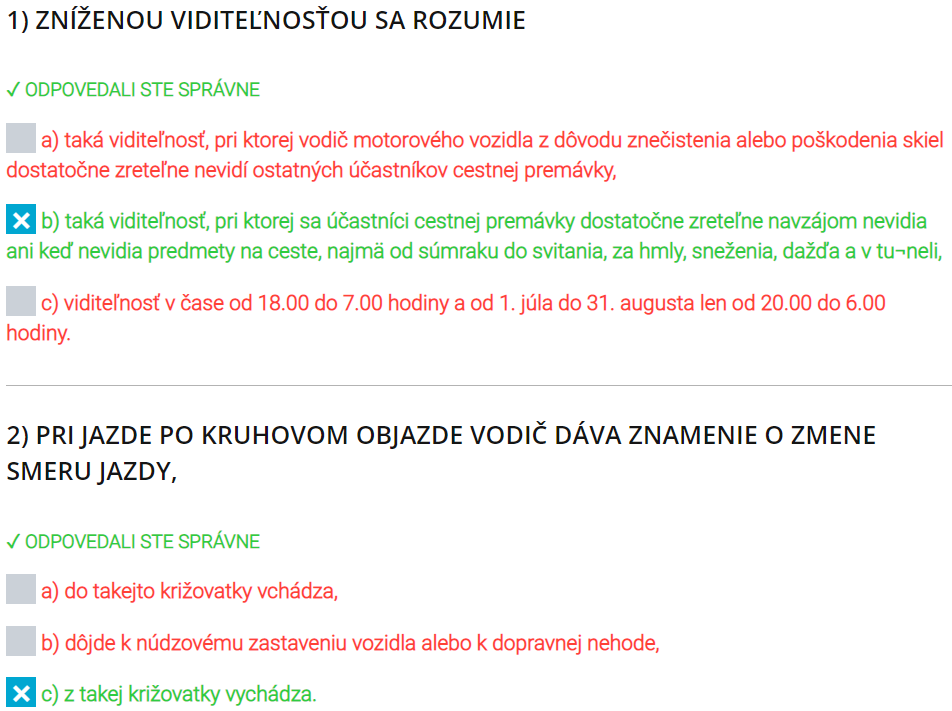 1) ZNÍŽENOU VIDITEĽNOSŤOU SA ROZUMIE
✓ ODPOVEDALI STE SPRÁVNE
a) taká viditeľnosť, pri ktorej vodič motorového vozidla z dôvodu znečistenia alebo poškodenia skiel
dostatočne zreteľne nevidí ostatných účastníkov cestnej premávky,
b) taká viditeľnosť, pri ktorej sa účastníci cestnej premávky dostatočne zreteľne navzájom nevidia
ani keď nevidia predmety na ceste, najmä od súmraku do svitania, za hmly, sneženia, dažďa a v tu¬neli,
c) viditeľnosť v čase od 18.00 do 7.00 hodiny a od 1. júla do 31. augusta len od 20.00 do 6.00
hodiny.
2) PRI JAZDE PO KRUHOVOM OBJAZDE VODIČ DÁVA ZNAMENIE O ZMENE
SMERU JAZDY,
✓ ODPOVEDALI STE SPRÁVNE
a) do takejto križovatky vchádza,
b) dôjde k núdzovému zastaveniu vozidla alebo k dopravnej nehode,
c) z takej križovatky vychádza.